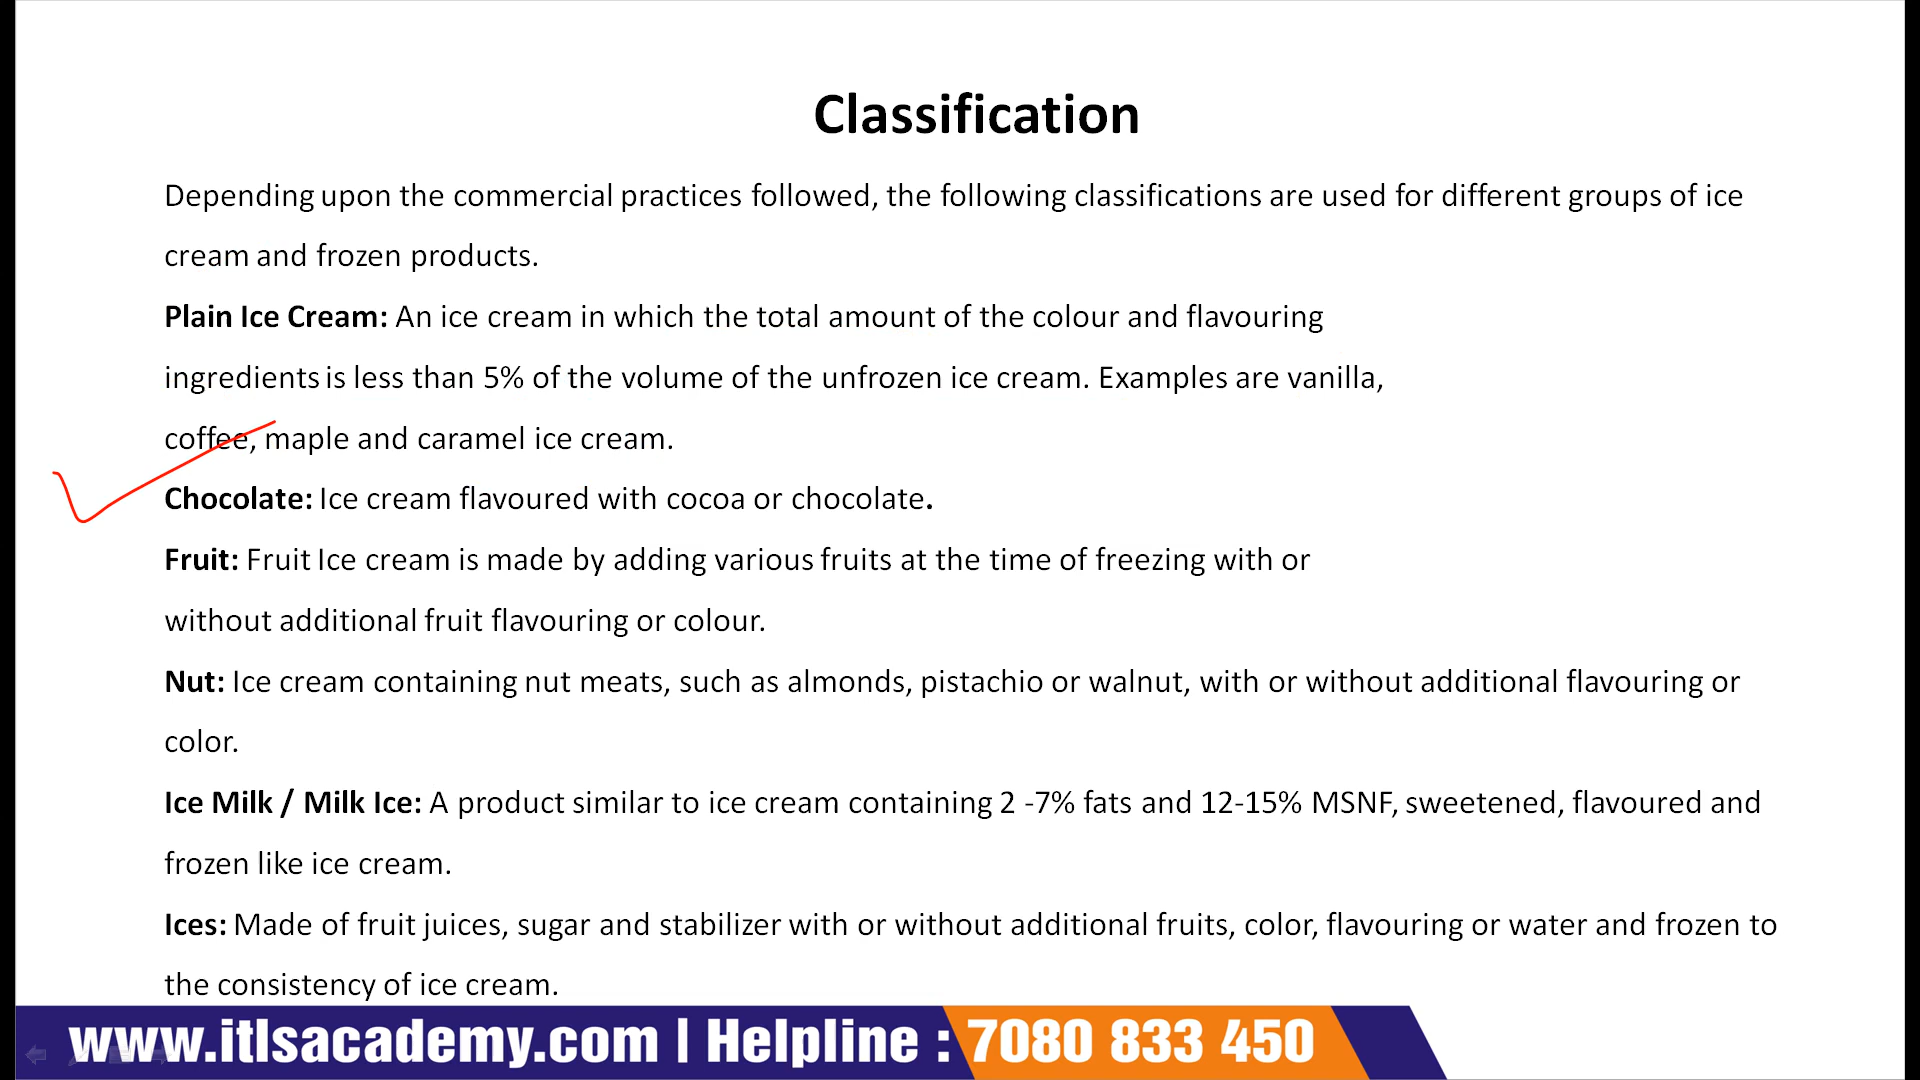 Classification
Depending upon the commercial practices followed, the following classifications are used for different groups of ice
cream and frozen products.
Plain Ice Cream: An ice cream in which the total amount of the colour and flavouring
ingredients is less than 5% of the volume of the unfrozen ice cream. Examples are vanilla,
coffee, maple and caramel ice cream.
Chocolate: Ice cream flavoured with cocoa or chocolate.
Fruit: Fruit Ice cream is made by adding various fruits at the time of freezing with or
without additional fruit flavouring or colour.
Nut: Ice cream containing nut meats, such as almonds, pistachio or walnut, with or without additional flavouring or
color.
Ice Milk / Milk Ice: A product similar to ice cream containing 2 -7% fats and 12-15% MSNF, sweetened, flavoured and
frozen like ice cream.
Ices: Made of fruit juices, sugar and stabilizer with or without additional fruits, color, flavouring or water and frozen to
the consistency of ice cream.
www.itlsacademy.com | Helpline : 7080 833 450